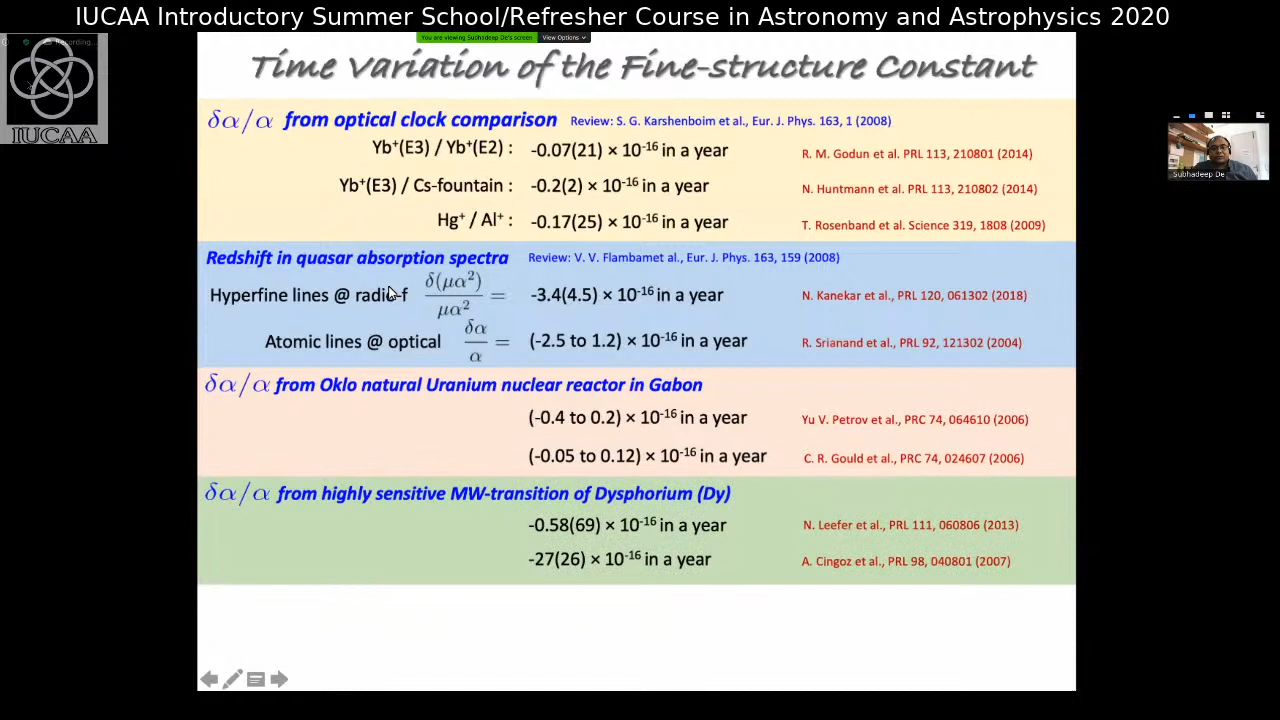 IUCAA Introductory Summer School/Refresher Course in Astronomy and Astrophysics 2020
Recording...
You are viewing Subhadeep De's screen View Options
IUCAA
Time Variation of the Fine-structure Constant
δα/α from optical clock comparison Review: S. G. Karshenboim et al., Eur. J. Phys. 163, 1 (2008)
Yb⁺(E3) / Yb⁺(E2) : -0.07(21) × 10⁻¹⁶ in a year R. M. Godun et al. PRL 113, 210801 (2014)
Yb⁺(E3) / Cs-fountain : -0.2(2) × 10⁻¹⁶ in a year N. Huntmann et al. PRL 113, 210802 (2014)
Hg⁺ / Al⁺ : -0.17(25) × 10⁻¹⁶ in a year T. Rosenband et al. Science 319, 1808 (2009)
Redshift in quasar absorption spectra Review: V. V. Flambamet al., Eur. J. Phys. 163, 159 (2008)
Hyperfine lines @ radio-f δ(μα²)/μα² = -3.4(4.5) × 10⁻¹⁶ in a year N. Kanekar et al., PRL 120, 061302 (2018)
Atomic lines @ optical δα/α = (-2.5 to 1.2) × 10⁻¹⁶ in a year R. Srianand et al., PRL 92, 121302 (2004)
δα/α from Oklo natural Uranium nuclear reactor in Gabon
(-0.4 to 0.2) × 10⁻¹⁶ in a year Yu V. Petrov et al., PRC 74, 064610 (2006)
(-0.05 to 0.12) × 10⁻¹⁶ in a year C. R. Gould et al., PRC 74, 024607 (2006)
δα/α from highly sensitive MW-transition of Dysphorium (Dy)
-0.58(69) × 10⁻¹⁶ in a year N. Leefer et al., PRL 111, 060806 (2013)
-27(26) × 10⁻¹⁶ in a year A. Cingoz et al., PRL 98, 040801 (2007)
Subhadeep De